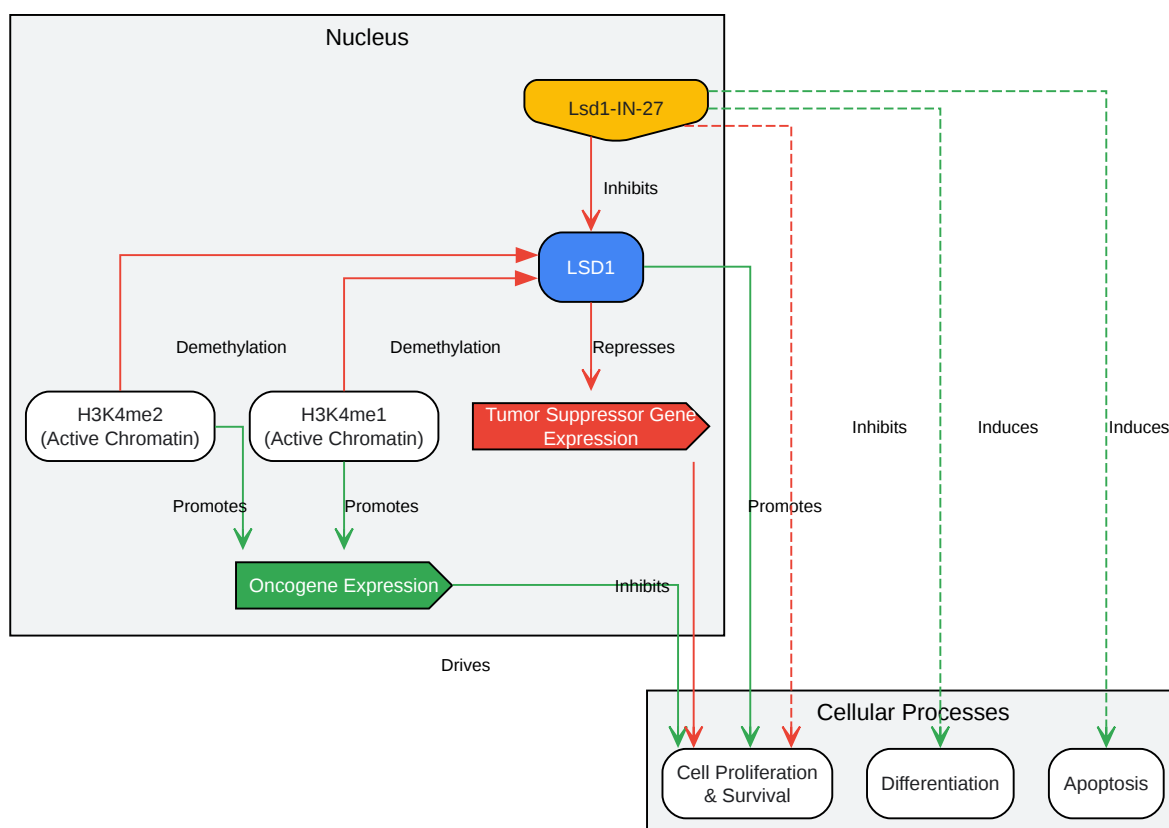 Nucleus
Lsd1-IN-27
Inhibits
LSD1
Demethylation
Demethylation
Represses
H3K4me2
(Active Chromatin)
H3K4me1
(Active Chromatin)
Tumor Suppressor Gene
Expression
Inhibits
Induces
Induces
Promotes
Promotes
Promotes
Oncogene Expression
Inhibits
Drives
Cellular Processes
Cell Proliferation
& Survival
Differentiation
Apoptosis